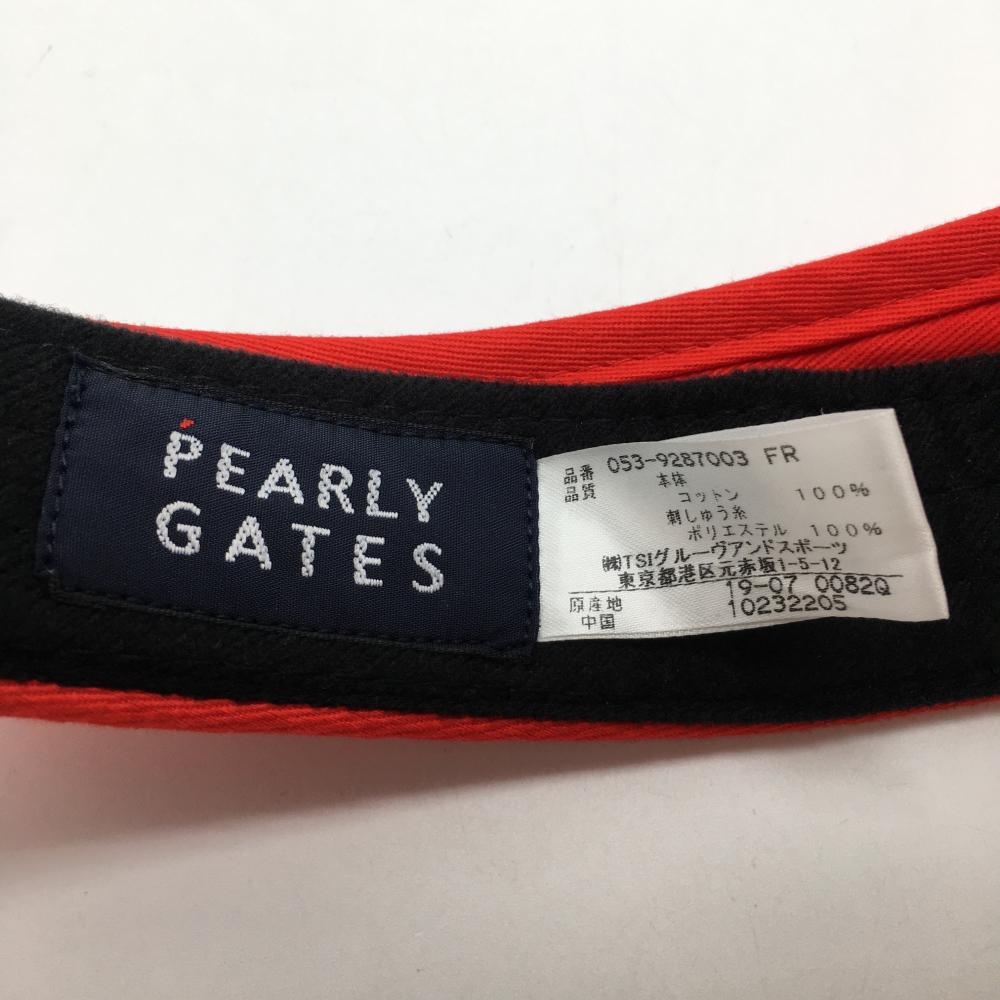 PEARLY
GATES
品番 053-9287003 FR
品質 本体
コットン 100%
刺しゅう糸
ポリエステル 100%
㈱TSIグルーヴアンドスポーツ
東京都港区元赤坂1-5-12
19-07 0082Q
原産地 10232205
中国